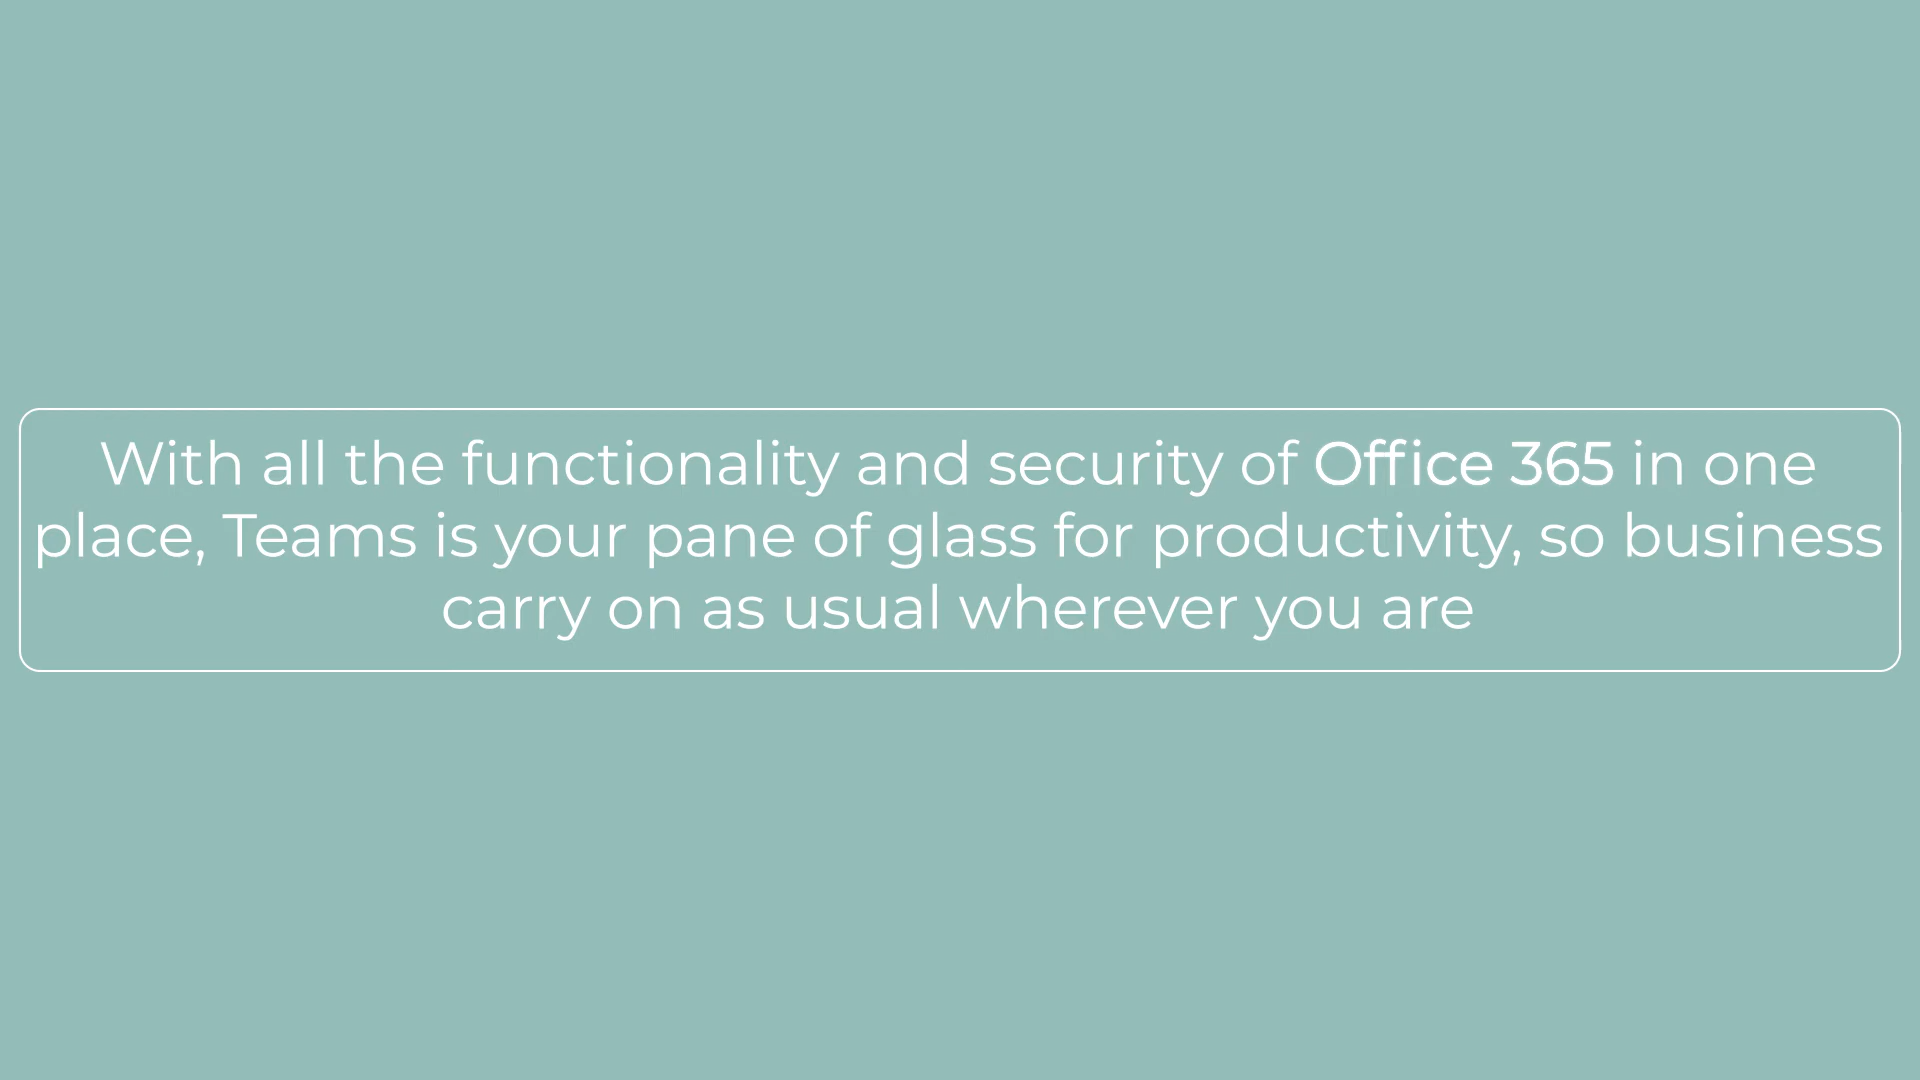 With all the functionality and security of Office 365 in one
place, Teams is your pane of glass for productivity, so business
carry on as usual wherever you are